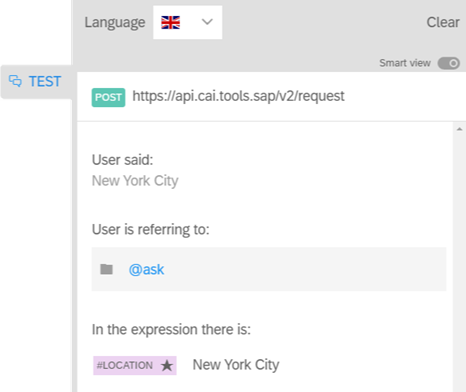 Language
Clear
Smart view
TEST
POST https://api.cai.tools.sap/v2/request
User said:
New York City
User is referring to:
@ask
In the expression there is:
#LOCATION ★ New York City